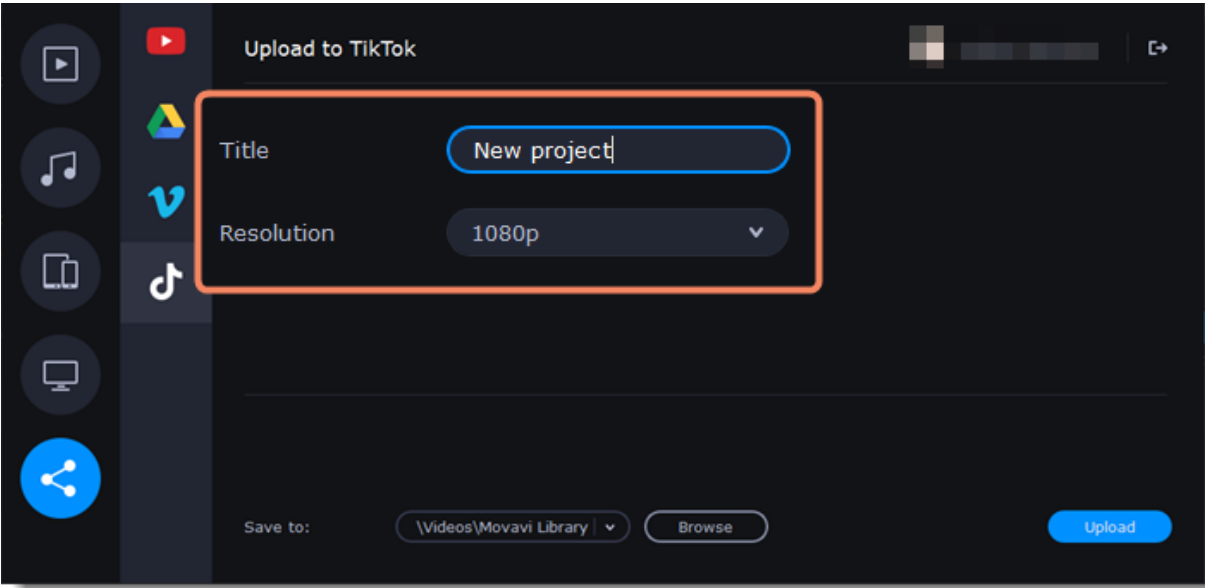 Upload to TikTok
Title
New project
Resolution
1080p
Save to:
\Videos\Movavi Library
Browse
Upload